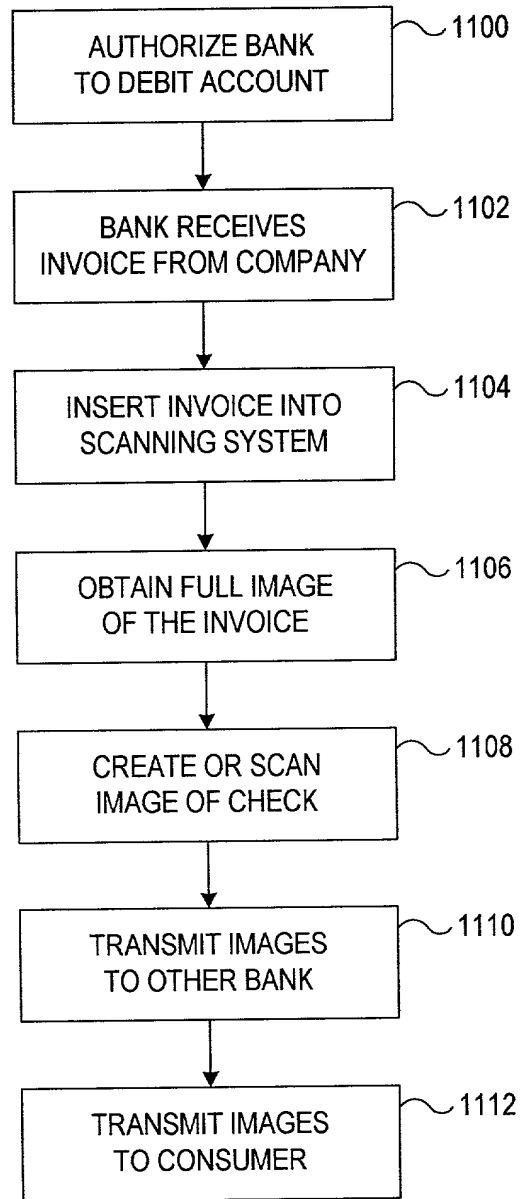 AUTHORIZE BANK
TO DEBIT ACCOUNT
1100
BANK RECEIVES
INVOICE FROM COMPANY
1102
INSERT INVOICE INTO
SCANNING SYSTEM
1104
OBTAIN FULL IMAGE
OF THE INVOICE
1106
CREATE OR SCAN
IMAGE OF CHECK
1108
TRANSMIT IMAGES
TO OTHER BANK
1110
TRANSMIT IMAGES
TO CONSUMER
1112